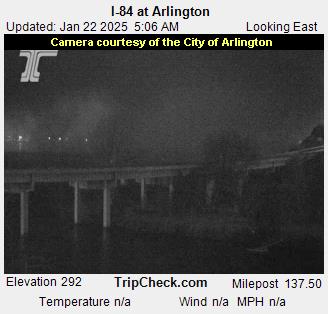 I-84 at Arlington
Updated: Jan 22 2025 5:06 AM Looking East
Camera courtesy of the City of Arlington
Elevation 292 TripCheck.com Milepost 137.50
Temperature n/a Wind n/a MPH n/a